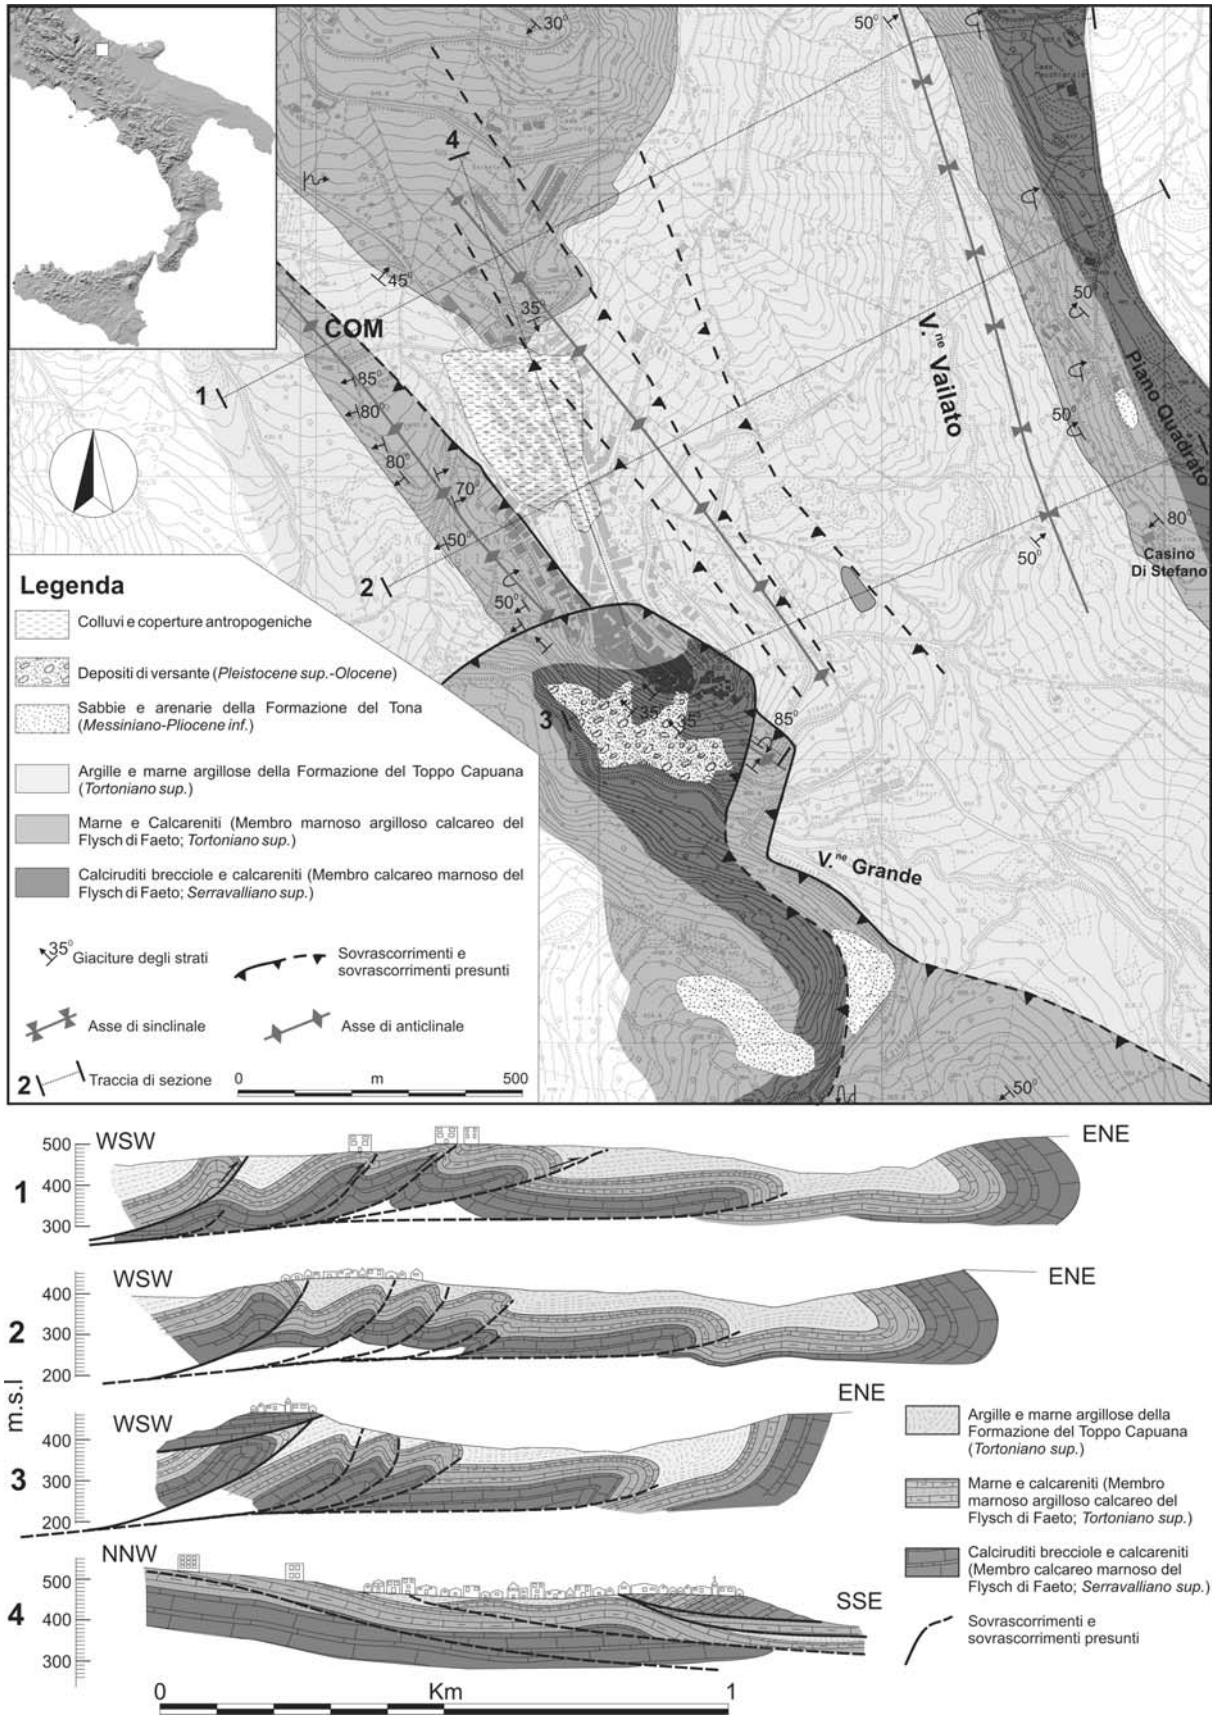 30°
50°
4
45°
COM
35°
V.ne Vailato
50°
Piano Quadrato
1
85°
80°
80°
70°
50°
80°
50°
Casino
Di Stefano
50°
2
50°
3
35°
35°
85°
V.ne Grande
50°
Legenda
Colluvi e coperture antropogeniche
Depositi di versante (Pleistocene sup.-Olocene)
Sabbie e arenarie della Formazione del Tona
(Messiniano-Pliocene inf.)
Argille e marne argillose della Formazione del Toppo Capuana
(Tortoniano sup.)
Marne e Calcareniti (Membro marnoso argilloso calcareo del
Flysch di Faeto; Tortoniano sup.)
Calciruditi brecciole e calcareniti (Membro calcareo marnoso del
Flysch di Faeto; Serravalliano sup.)
35° Giaciture degli strati
Sovrascorrimenti e
sovrascorrimenti presunti
Asse di sinclinale
Asse di anticlinale
2 Traccia di sezione
0 m 500
WSW ENE
1
500
400
300
WSW ENE
2
400
300
200
m.s.l
WSW ENE
3
400
300
200
NNW SSE
4
500
400
300
0 Km 1
Argille e marne argillose della
Formazione del Toppo Capuana
(Tortoniano sup.)
Marne e calcareniti (Membro
marnoso argilloso calcareo del
Flysch di Faeto; Tortoniano sup.)
Calciruditi brecciole e calcareniti
(Membro calcareo marnoso del
Flysch di Faeto; Serravalliano sup.)
Sovrascorrimenti e
sovrascorrimenti presunti